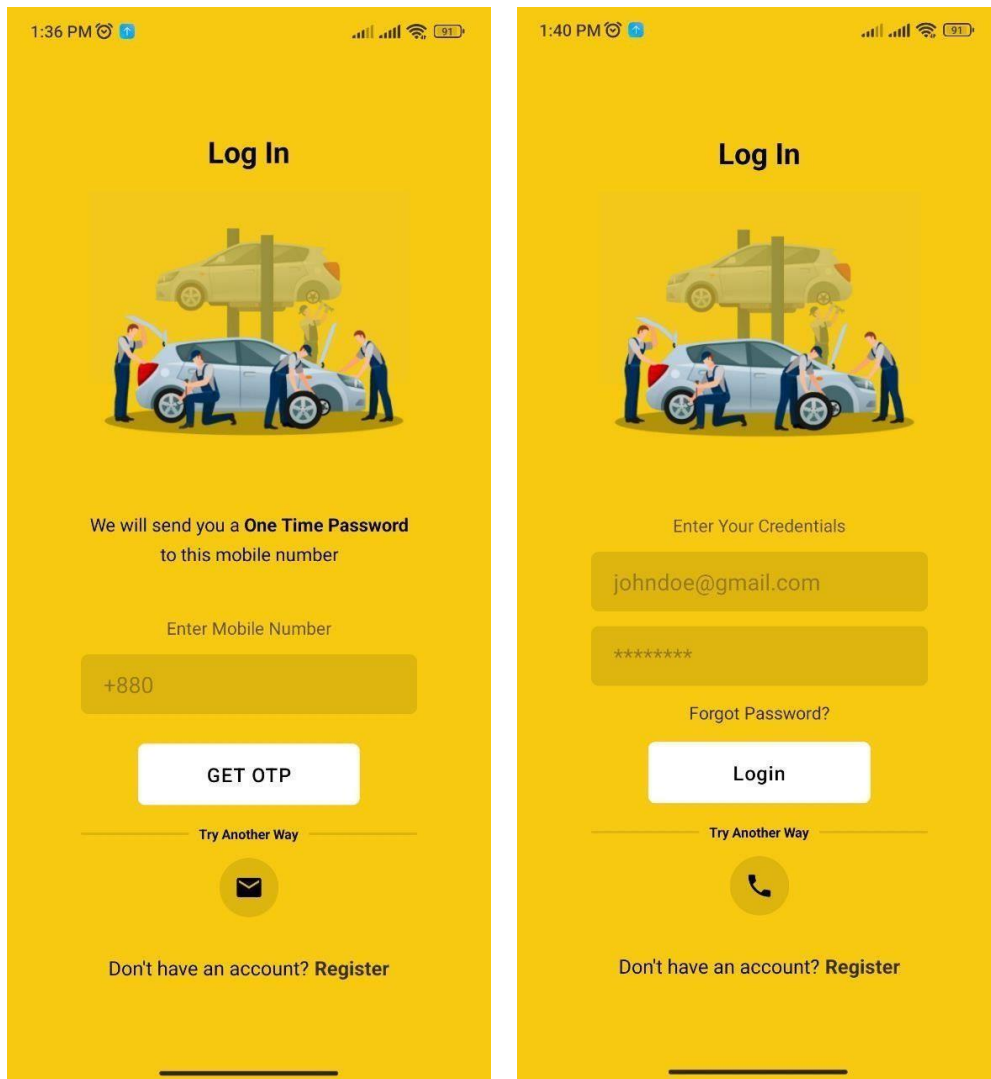 1:36 PM
91
Log In
We will send you a One Time Password
to this mobile number
Enter Mobile Number
+880
GET OTP
Try Another Way
Don't have an account? Register
1:40 PM
91
Log In
Enter Your Credentials
johndoe@gmail.com
********
Forgot Password?
Login
Try Another Way
Don't have an account? Register